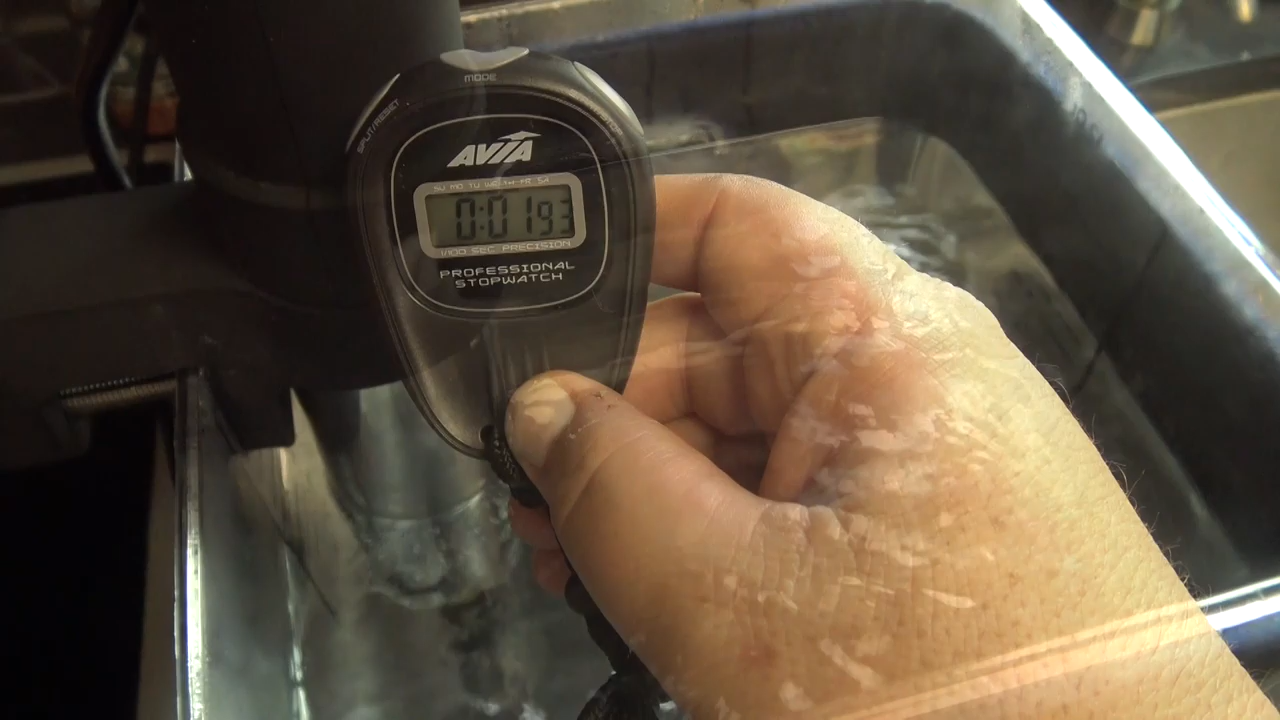 MODE
SPLIT/RESET
AVIA
SU MO TU WE TH FR SA
0:01 93
1/100 SEC PRECISION
PROFESSIONAL
STOPWATCH